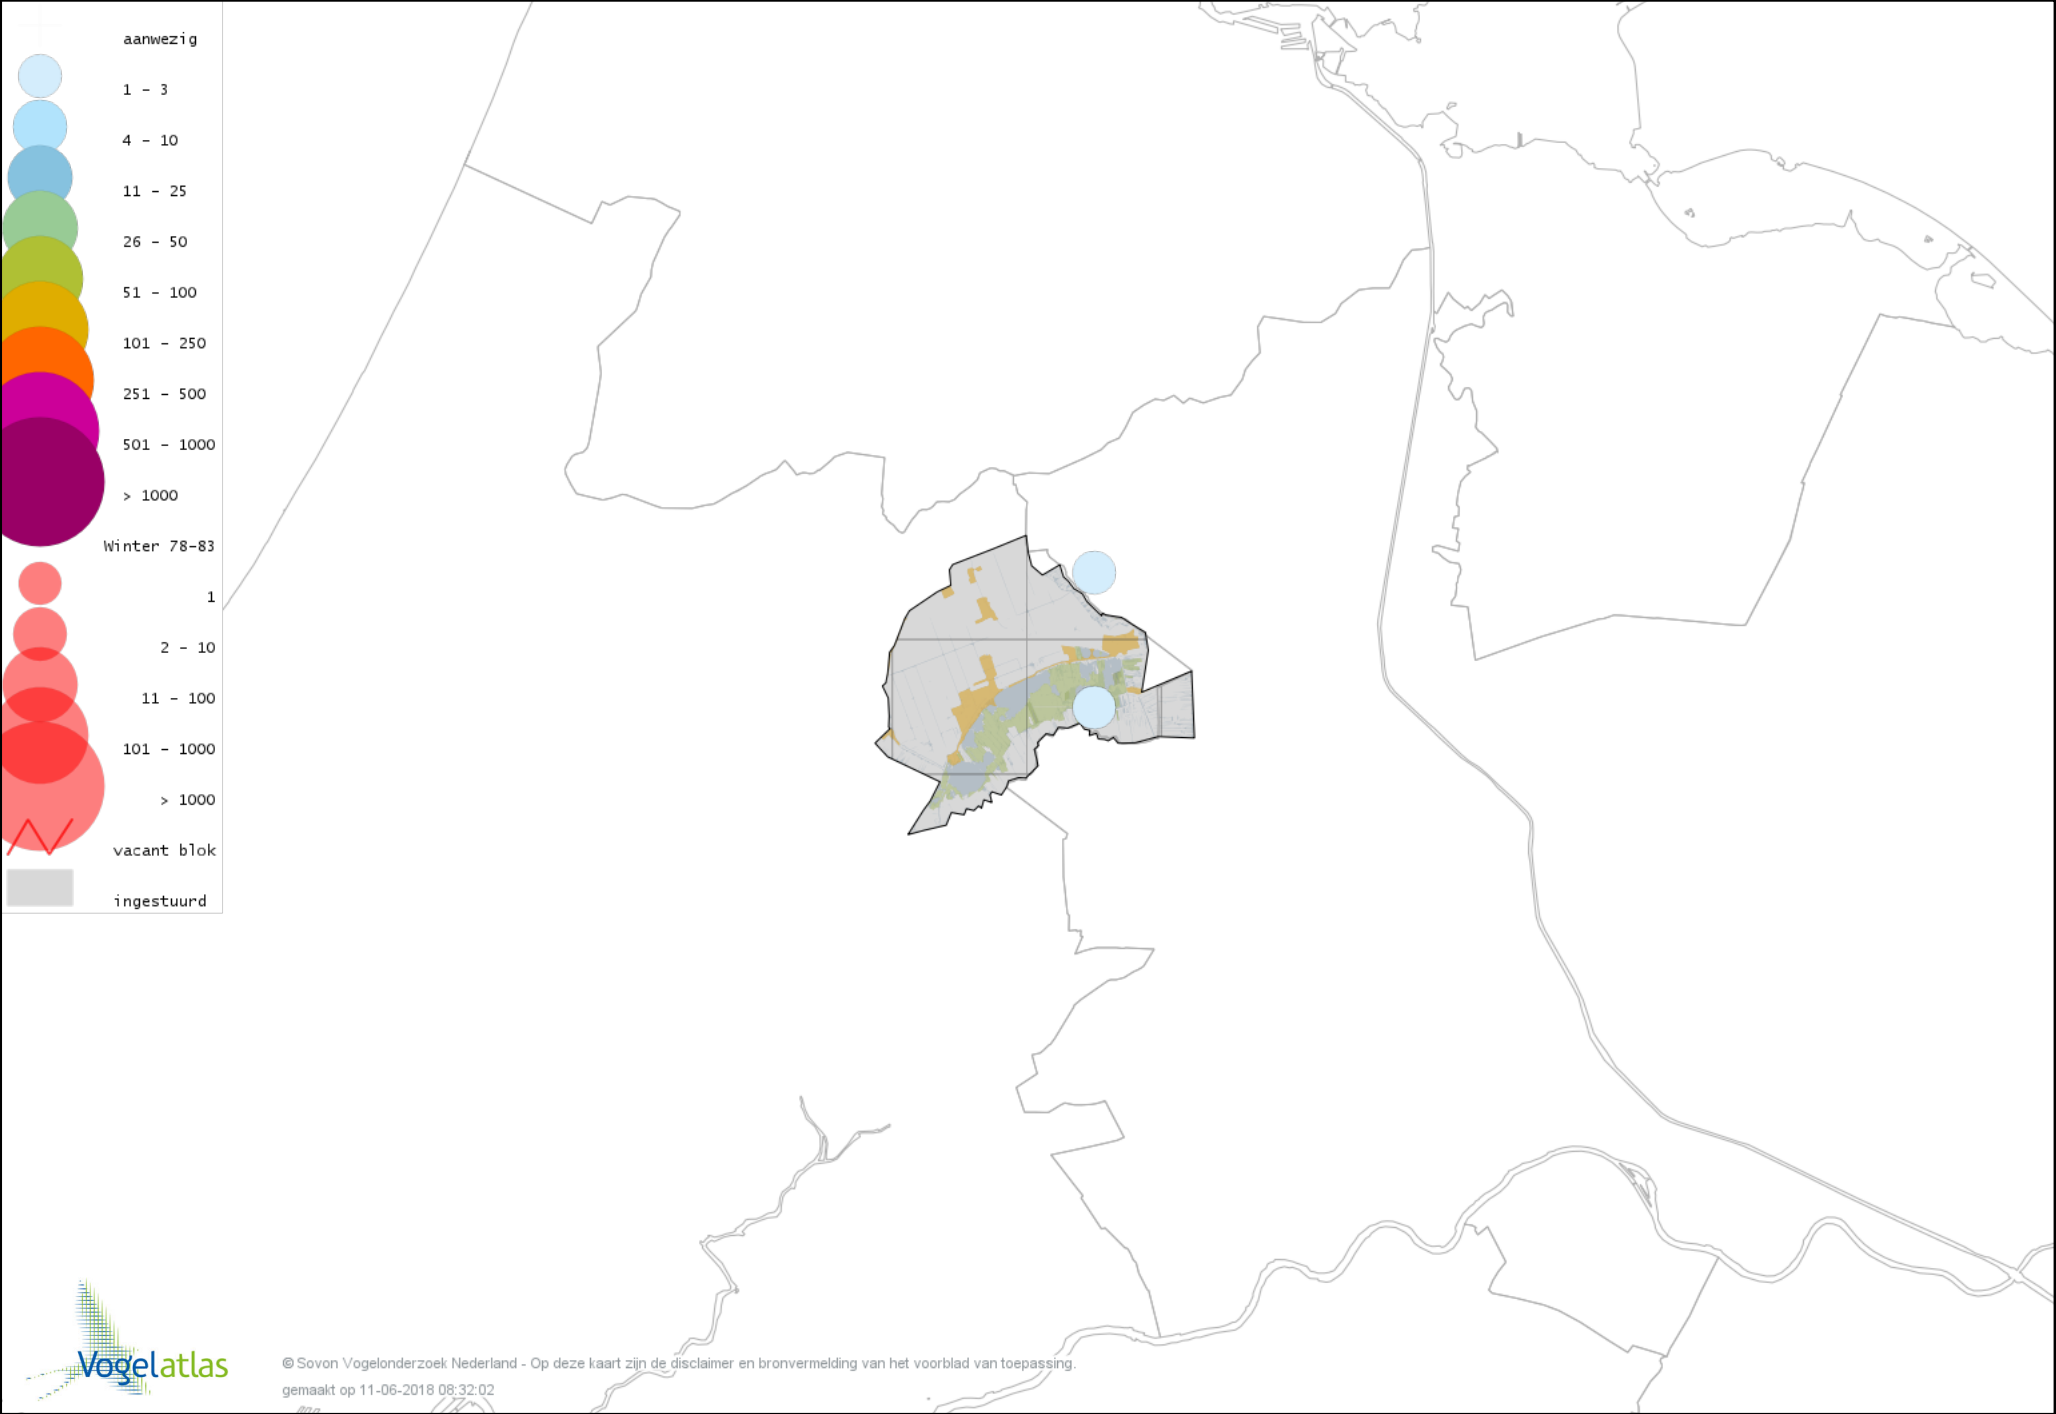 aanwezig
1 - 3
4 - 10
11 - 25
26 - 50
51 - 100
101 - 250
251 - 500
501 - 1000
> 1000
Winter 78-83
1
2 - 10
11 - 100
101 - 1000
> 1000
vacant blok
ingestuurd
Vogelatlas
© Sovon Vogelonderzoek Nederland - Op deze kaart zijn de disclaimer en bronvermelding van het voorblad van toepassing.
gemaakt op 11-06-2018 08:32:02